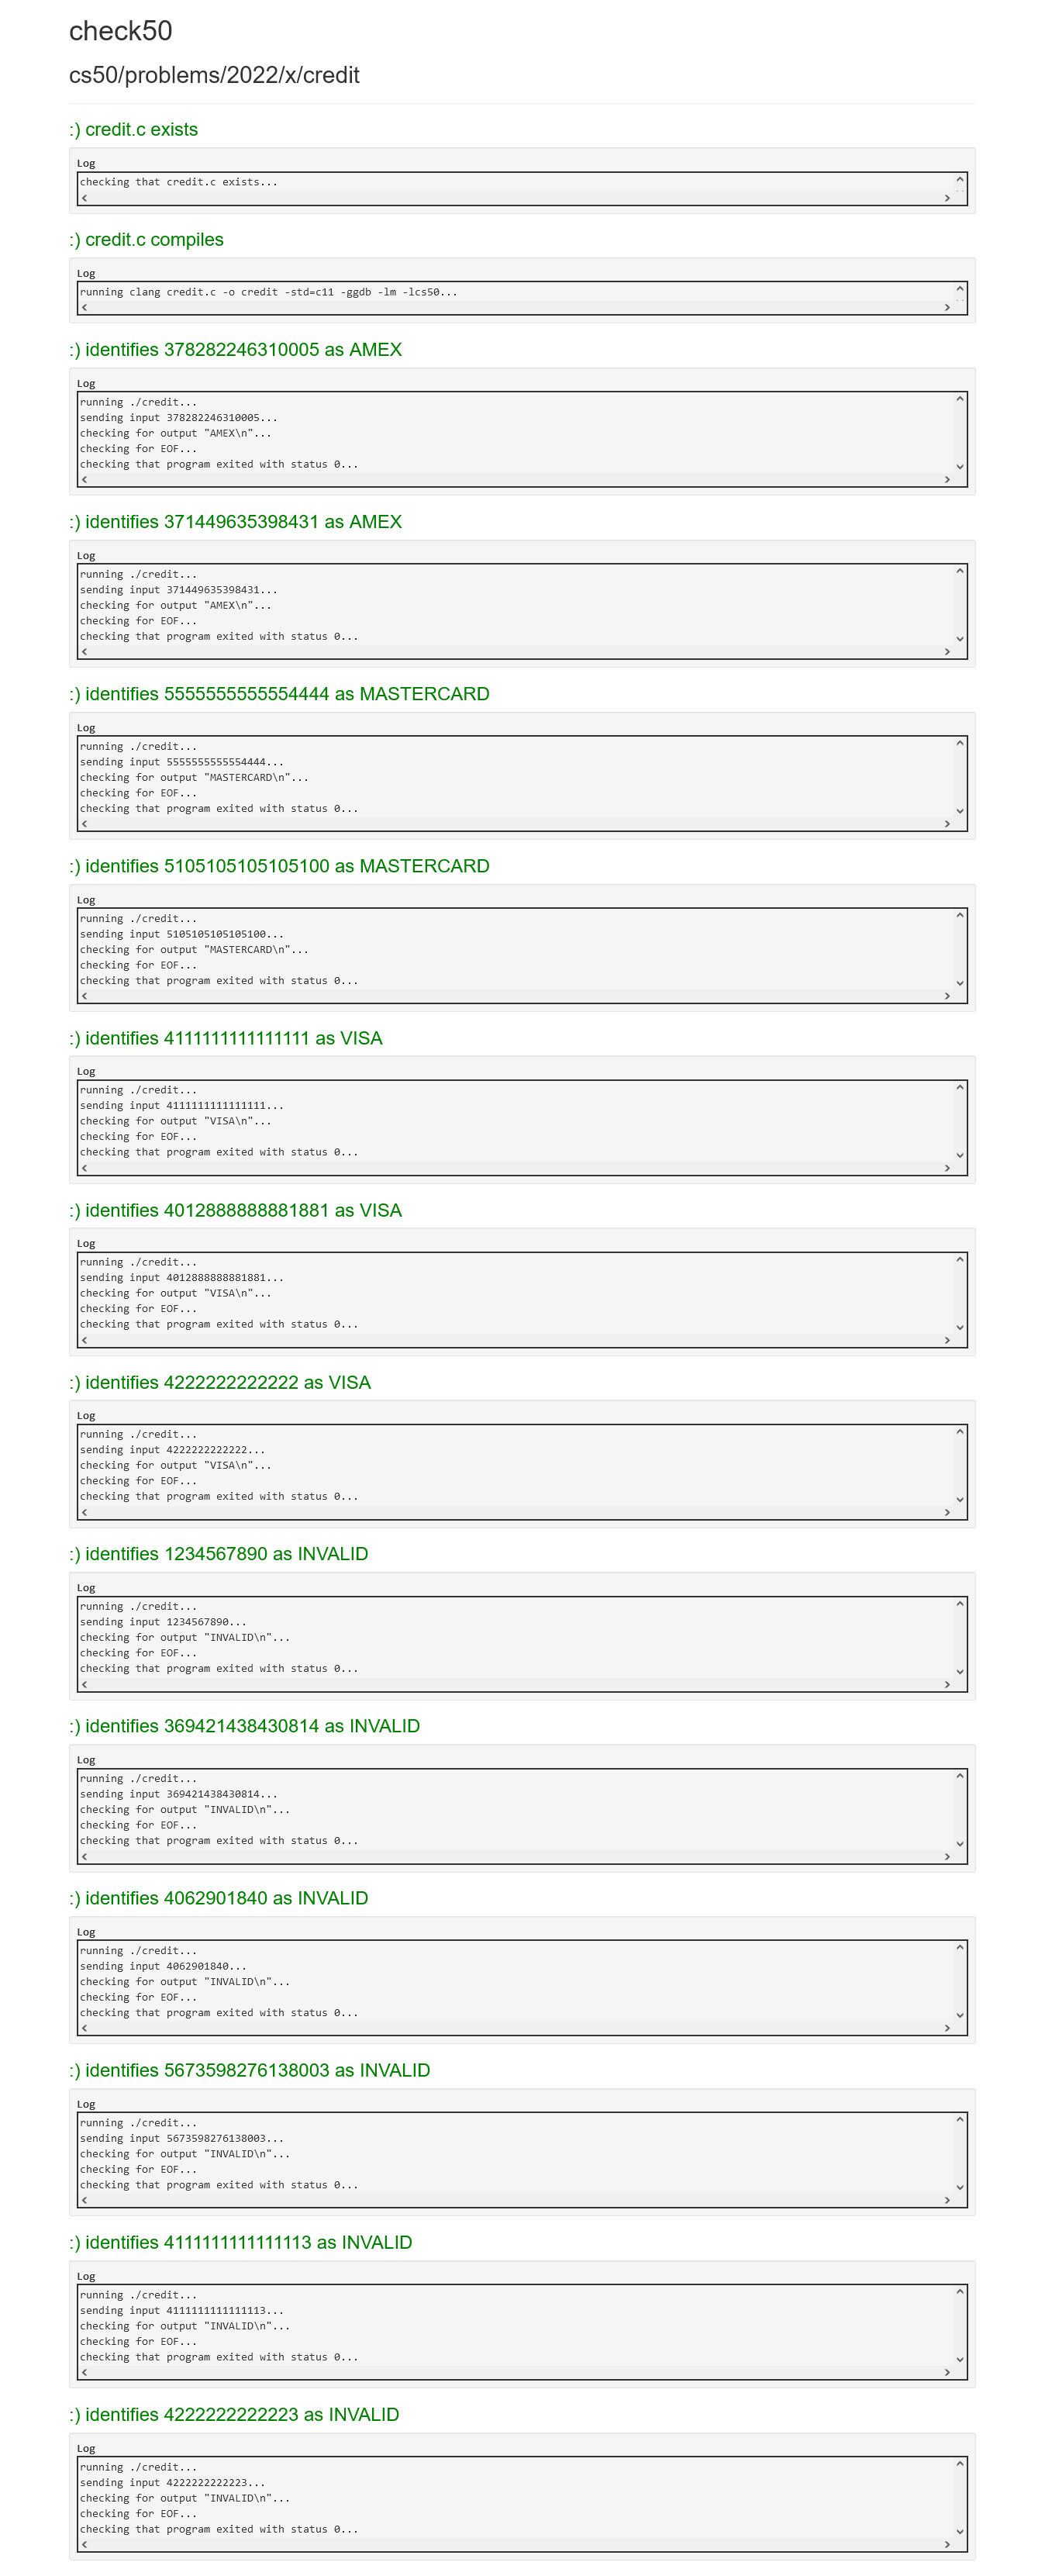 check50
cs50/problems/2022/x/credit
:) credit.c exists
Log
checking that credit.c exists...
:) credit.c compiles
Log
running clang credit.c -o credit -std=c11 -ggdb -lm -lcs50...
:) identifies 378282246310005 as AMEX
Log
running ./credit...
sending input 378282246310005...
checking for output "AMEX\n"...
checking for EOF...
checking that program exited with status 0...
:) identifies 371449635398431 as AMEX
Log
running ./credit...
sending input 371449635398431...
checking for output "AMEX\n"...
checking for EOF...
checking that program exited with status 0...
:) identifies 5555555555554444 as MASTERCARD
Log
running ./credit...
sending input 5555555555554444...
checking for output "MASTERCARD\n"...
checking for EOF...
checking that program exited with status 0...
:) identifies 5105105105105100 as MASTERCARD
Log
running ./credit...
sending input 5105105105105100...
checking for output "MASTERCARD\n"...
checking for EOF...
checking that program exited with status 0...
:) identifies 4111111111111111 as VISA
Log
running ./credit...
sending input 4111111111111111...
checking for output "VISA\n"...
checking for EOF...
checking that program exited with status 0...
:) identifies 4012888888881881 as VISA
Log
running ./credit...
sending input 4012888888881881...
checking for output "VISA\n"...
checking for EOF...
checking that program exited with status 0...
:) identifies 4222222222222 as VISA
Log
running ./credit...
sending input 4222222222222...
checking for output "VISA\n"...
checking for EOF...
checking that program exited with status 0...
:) identifies 1234567890 as INVALID
Log
running ./credit...
sending input 1234567890...
checking for output "INVALID\n"...
checking for EOF...
checking that program exited with status 0...
:) identifies 369421438430814 as INVALID
Log
running ./credit...
sending input 369421438430814...
checking for output "INVALID\n"...
checking for EOF...
checking that program exited with status 0...
:) identifies 4062901840 as INVALID
Log
running ./credit...
sending input 4062901840...
checking for output "INVALID\n"...
checking for EOF...
checking that program exited with status 0...
:) identifies 5673598276138003 as INVALID
Log
running ./credit...
sending input 5673598276138003...
checking for output "INVALID\n"...
checking for EOF...
checking that program exited with status 0...
:) identifies 4111111111111113 as INVALID
Log
running ./credit...
sending input 4111111111111113...
checking for output "INVALID\n"...
checking for EOF...
checking that program exited with status 0...
:) identifies 4222222222223 as INVALID
Log
running ./credit...
sending input 4222222222223...
checking for output "INVALID\n"...
checking for EOF...
checking that program exited with status 0...